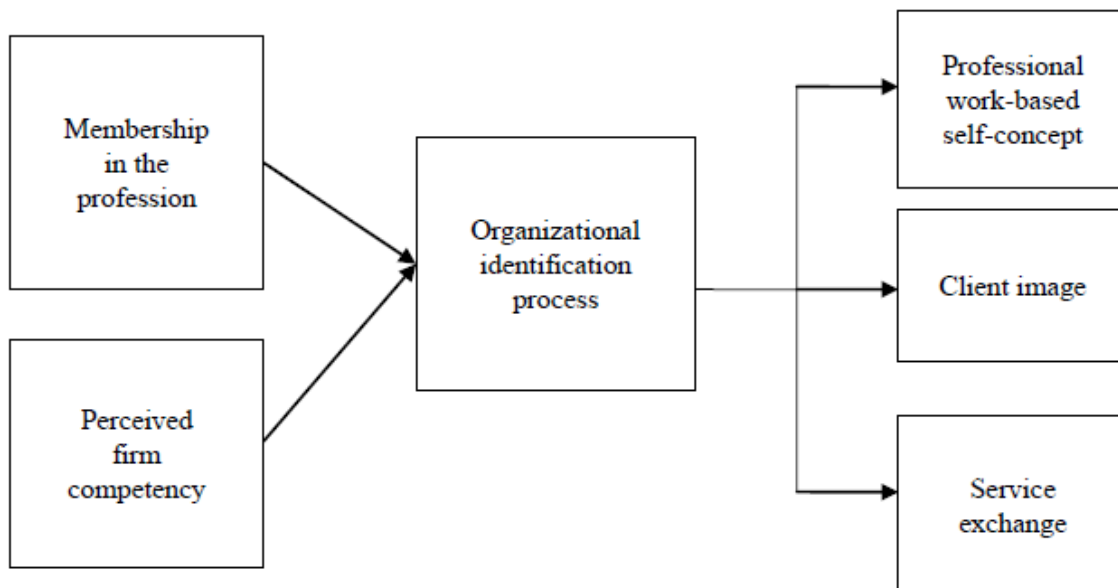 Membership
in the
profession
Perceived
firm
competency
Organizational
identification
process
Professional
work-based
self-concept
Client image
Service
exchange